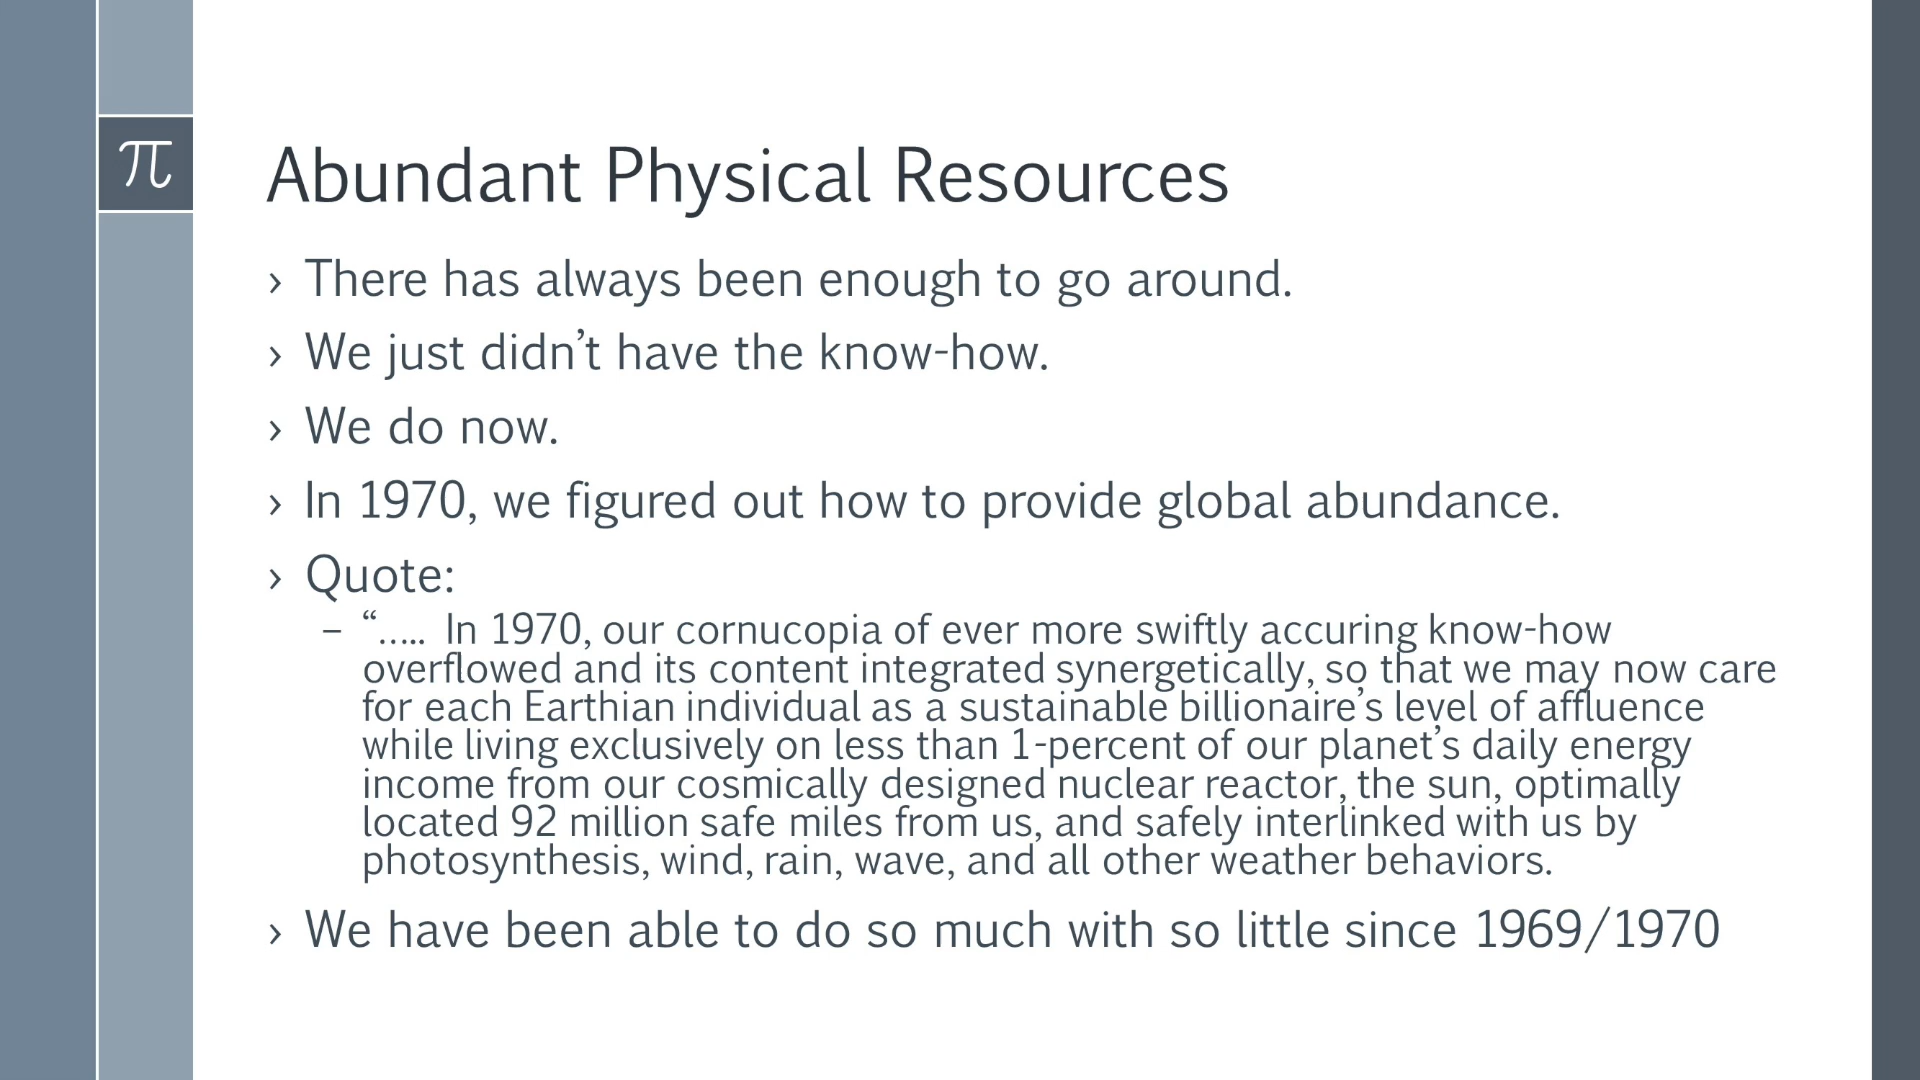 π
Abundant Physical Resources
› There has always been enough to go around.
› We just didn’t have the know-how.
› We do now.
› In 1970, we figured out how to provide global abundance.
› Quote:
– “….. In 1970, our cornucopia of ever more swiftly accuring know-how
overflowed and its content integrated synergetically, so that we may now care
for each Earthian individual as a sustainable billionaire’s level of affluence
while living exclusively on less than 1-percent of our planet’s daily energy
income from our cosmically designed nuclear reactor, the sun, optimally
located 92 million safe miles from us, and safely interlinked with us by
photosynthesis, wind, rain, wave, and all other weather behaviors.
› We have been able to do so much with so little since 1969/1970